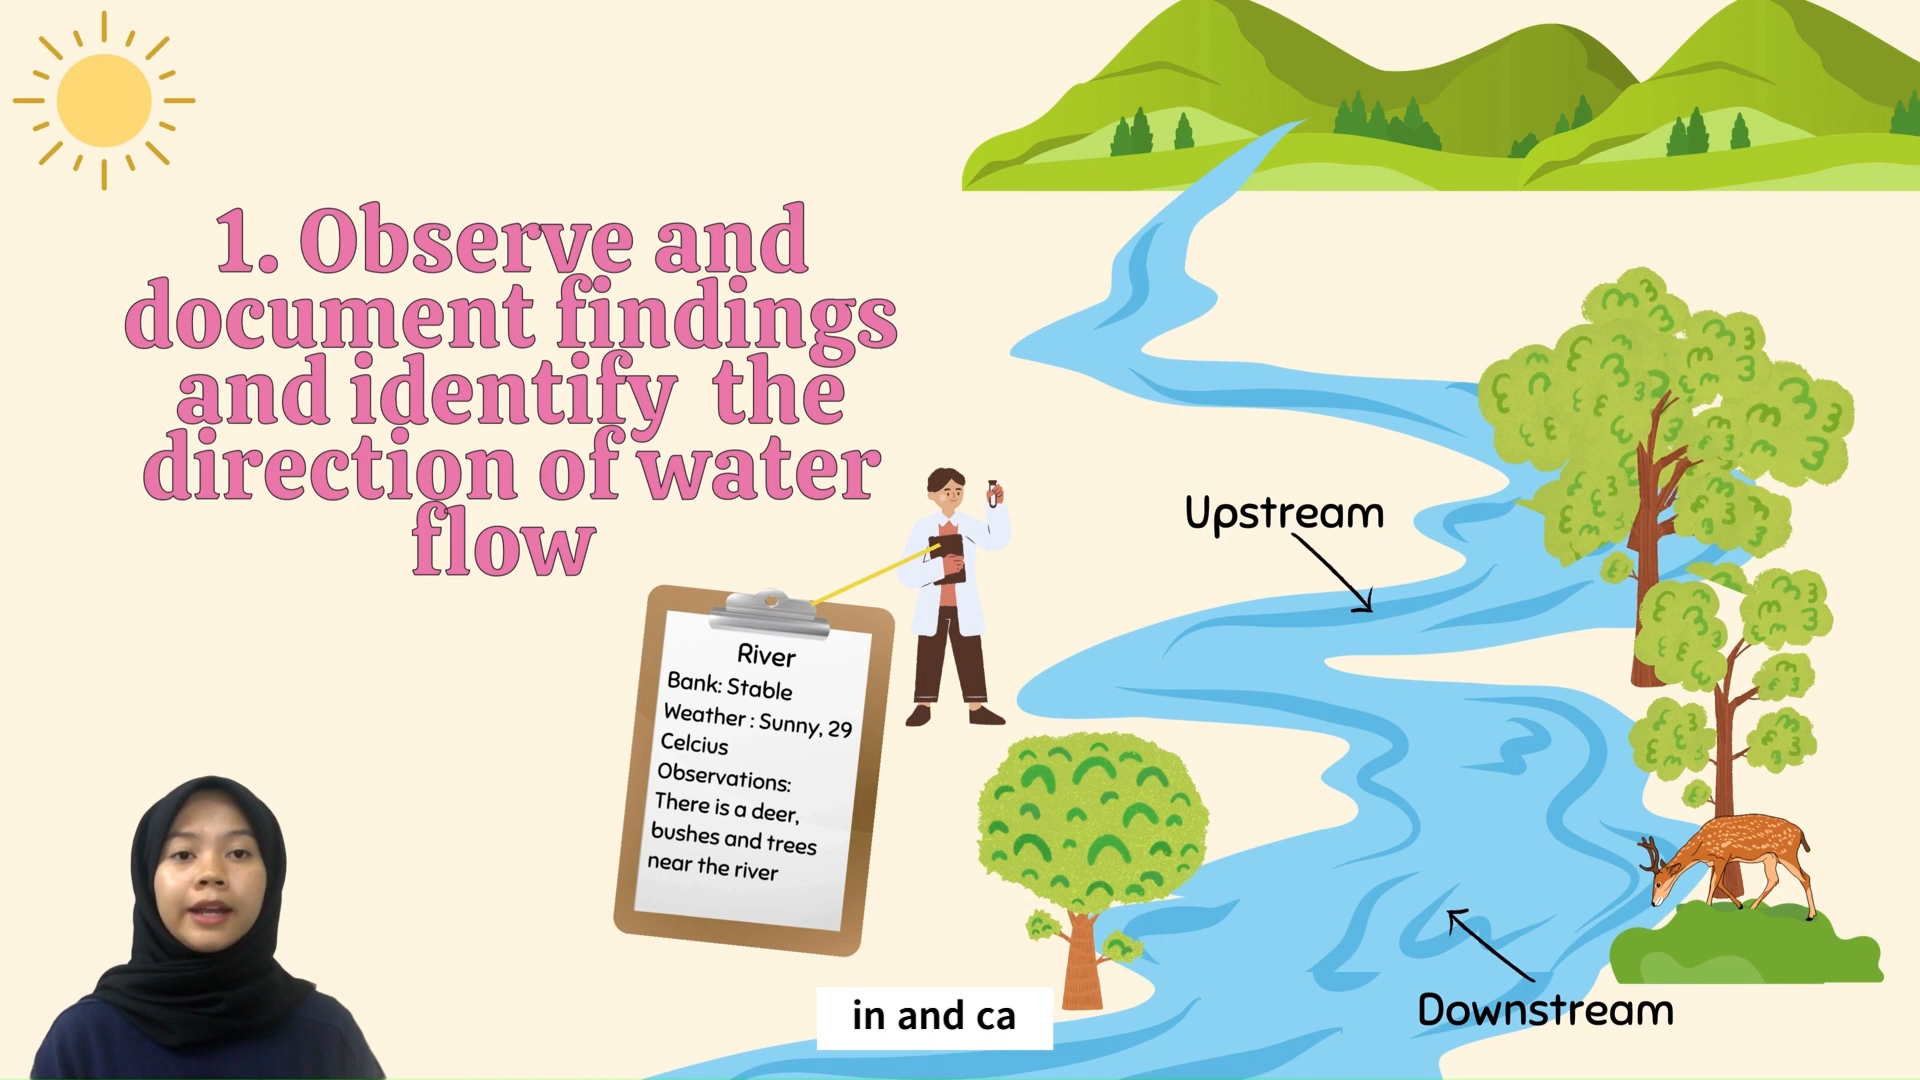 1. Observe and
document findings
and identify the
direction of water
flow
Upstream
River
Bank: Stable
Weather : Sunny, 29
Celcius
Observations:
There is a deer,
bushes and trees
near the river
Downstream
in and ca